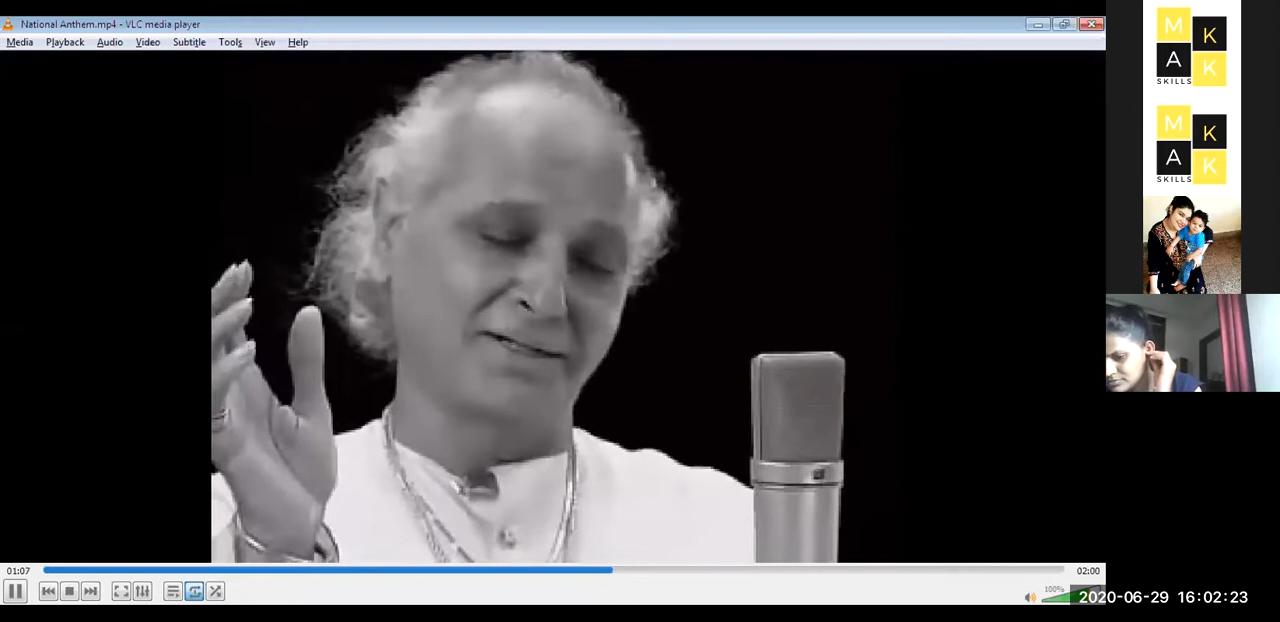 National Anthem.mp4 - VLC media player
Media Playback Audio Video Subtitle Tools View Help
01:07
02:00
100%
2020-06-29 16:02:23
M K
A K
SKILLS
M K
A K
SKILLS